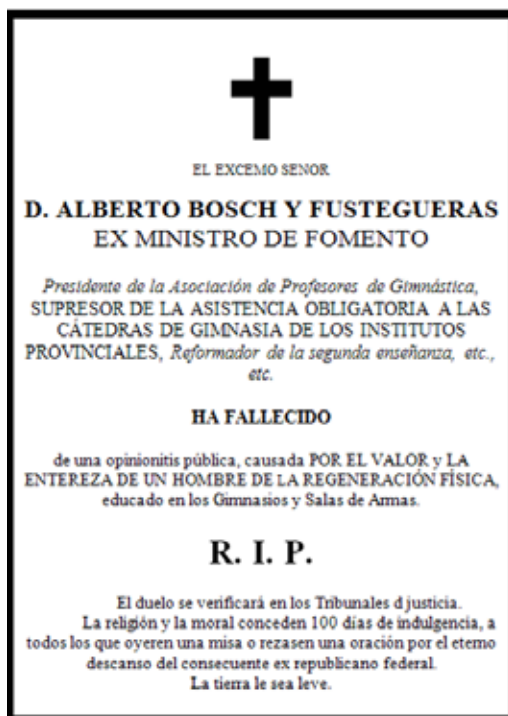 EL EXCEMO SENOR
D. ALBERTO BOSCH Y FUSTEGUERAS
EX MINISTRO DE FOMENTO
Presidente de la Asociación de Profesores de Gimnástica,
SUPRESOR DE LA ASISTENCIA OBLIGATORIA A LAS
CÁTEDRAS DE GIMNASIA DE LOS INSTITUTOS
PROVINCIALES, Reformador de la segunda enseñanza, etc.,
etc.
HA FALLECIDO
de una opinionitis pública, causada POR EL VALOR y LA
ENTEREZA DE UN HOMBRE DE LA REGENERACIÓN FÍSICA,
educado en los Gimnasios y Salas de Armas.
R. I. P.
El duelo se verificará en los Tribunales d justicia.
La religión y la moral conceden 100 días de indulgencia, a
todos los que oyeren una misa o rezasen una oración por el eterno
descanso del consecuente ex republicano federal.
La tierra le sea leve.